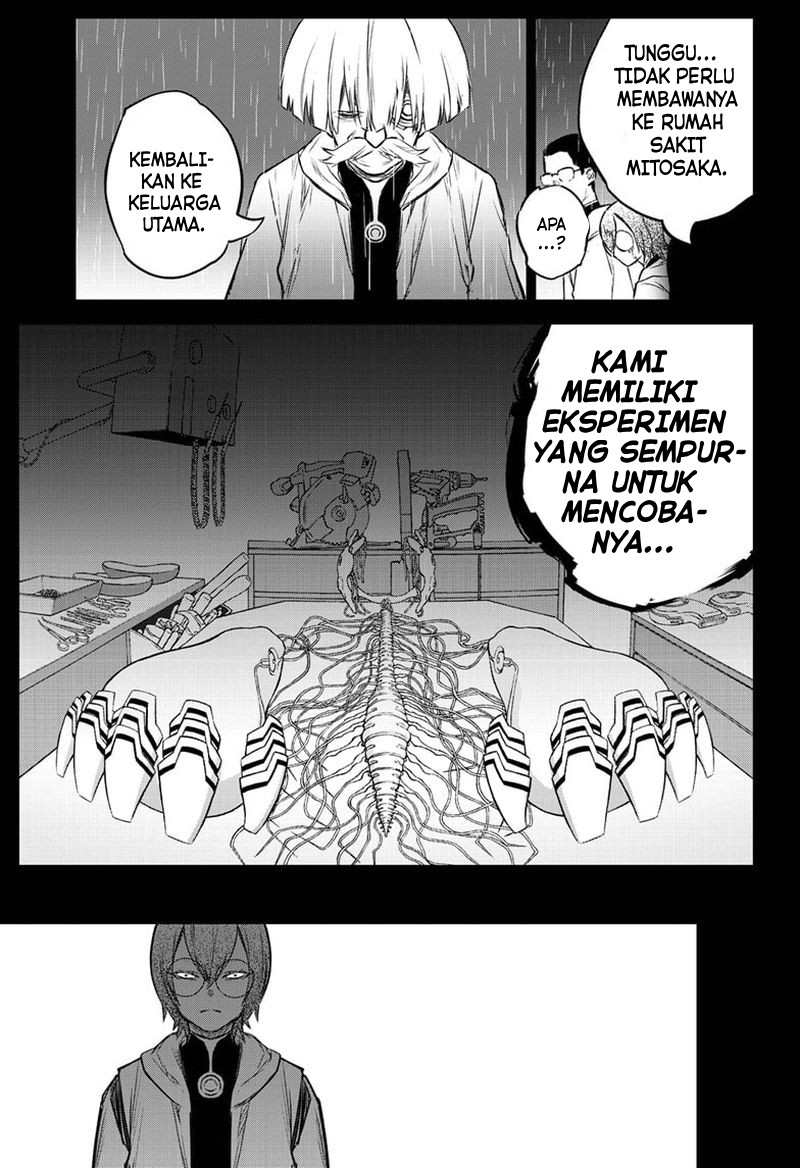 TUNGGU...
TIDAK PERLU
MEMBAWANYA
KE RUMAH
SAKIT
MITOSAKA.
APA
...?
KEMBALI-
KAN KE
KELUARGA
UTAMA.
KAMI
MEMILIKI
EKSPERIMEN
YANG SEMPUR-
NA UNTUK
MENCOBA-
NYA...